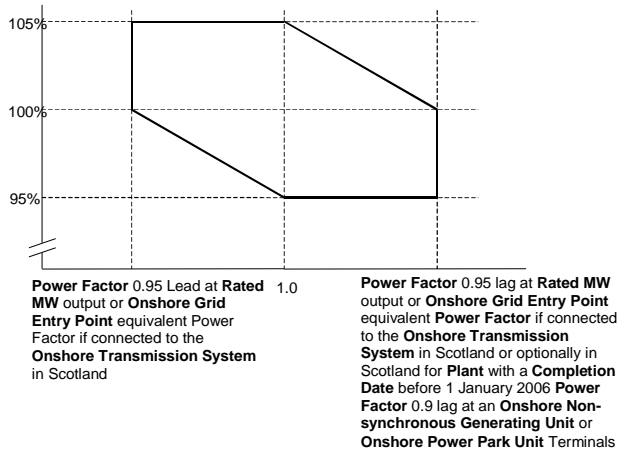 105%
100%
95%
Power Factor 0.95 Lead at Rated
MW output or Onshore Grid
Entry Point equivalent Power
Factor if connected to the
Onshore Transmission System
in Scotland
1.0
Power Factor 0.95 lag at Rated MW
output or Onshore Grid Entry Point
equivalent Power Factor if connected
to the Onshore Transmission
System in Scotland or optionally in
Scotland for Plant with a Completion
Date before 1 January 2006 Power
Factor 0.9 lag at an Onshore Non-
synchronous Generating Unit or
Onshore Power Park Unit Terminals